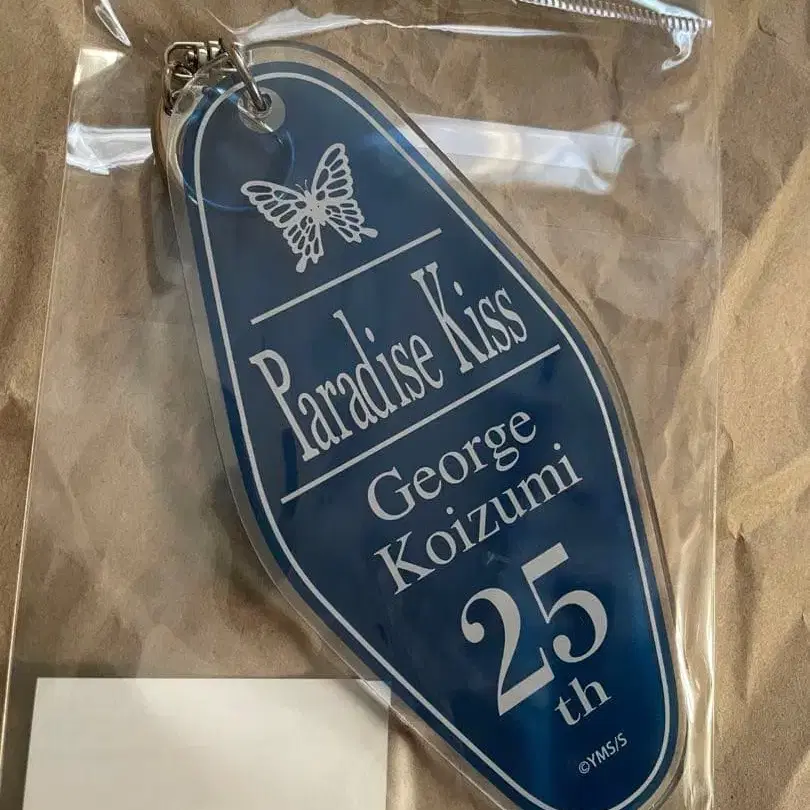 Paradise Kiss
George
Koizumi
25
th
©YMS/S